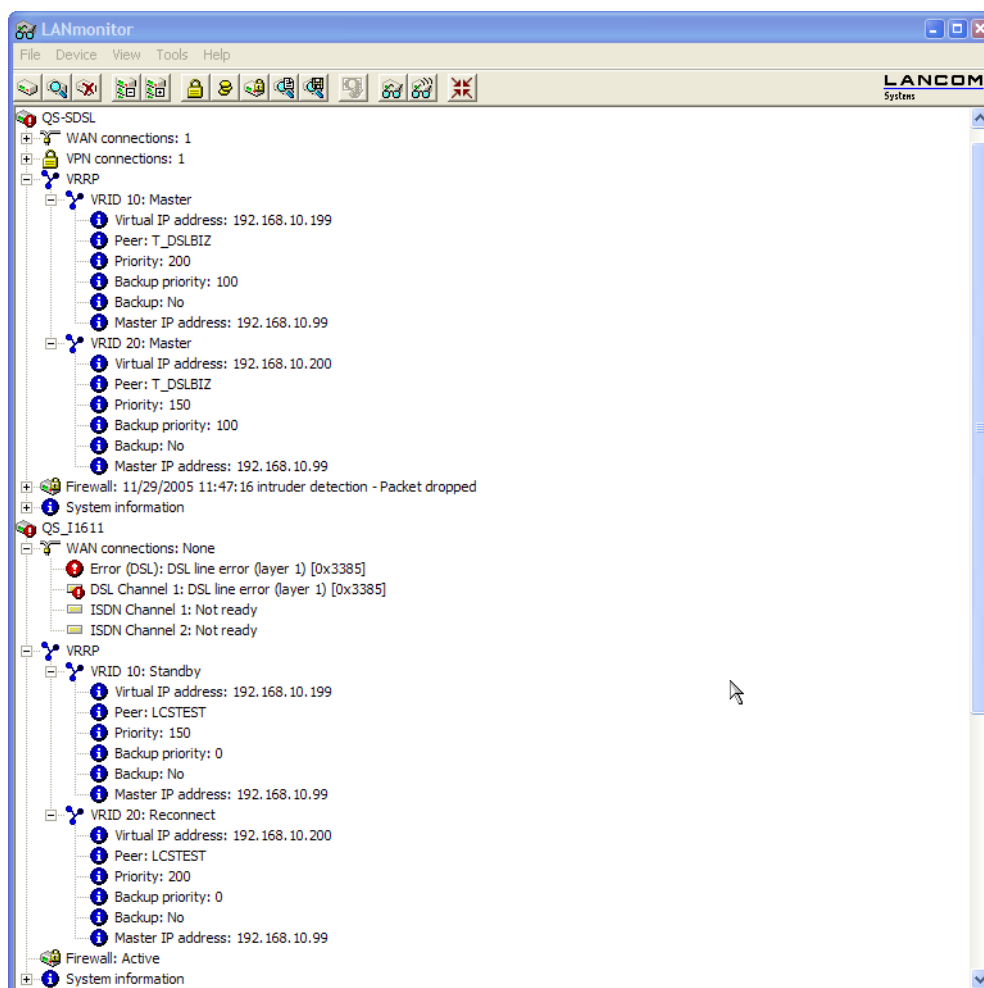 LANmonitor
File Device View Tools Help
LANCOM
Systems
QS-SDSL
WAN connections: 1
VPN connections: 1
VRRP
VRID 10: Master
Virtual IP address: 192.168.10.199
Peer: T_DSLBIZ
Priority: 200
Backup priority: 100
Backup: No
Master IP address: 192.168.10.99
VRID 20: Master
Virtual IP address: 192.168.10.200
Peer: T_DSLBIZ
Priority: 150
Backup priority: 100
Backup: No
Master IP address: 192.168.10.99
Firewall: 11/29/2005 11:47:16 intruder detection - Packet dropped
System information
QS_I1611
WAN connections: None
Error (DSL): DSL line error (layer 1) [0x3385]
DSL Channel 1: DSL line error (layer 1) [0x3385]
ISDN Channel 1: Not ready
ISDN Channel 2: Not ready
VRRP
VRID 10: Standby
Virtual IP address: 192.168.10.199
Peer: LCSTEST
Priority: 150
Backup priority: 0
Backup: No
Master IP address: 192.168.10.99
VRID 20: Reconnect
Virtual IP address: 192.168.10.200
Peer: LCSTEST
Priority: 200
Backup priority: 0
Backup: No
Master IP address: 192.168.10.99
Firewall: Active
System information